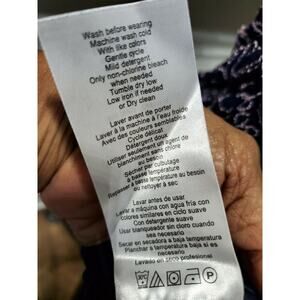 Wash before wearing
Machine wash cold
With like colors
Gentle cycle
Mild detergent
Only non-chlorine bleach
when needed
Tumble dry low
Low iron if needed
or Dry clean
Laver avant de porter
Laver à la machine à l'eau froide
Avec des couleurs semblables
Cycle délicat
Détergent doux
Utiliser seulement un agent de
blanchiment sans chlore
au besoin
Sécher par culbutage
à basse température
Repasser à basse température au besoin
ou nettoyer à sec
Lavar antes de usar
Lavar a máquina con agua fría con
colores similares en ciclo suave
Con detergente suave
Usar blanqueador sin cloro cuando sea
necesario
Secar en secadora a baja temperatura
Planchar a temperatura baja si es
necesario
Lavado en seco profesional
30°C
P